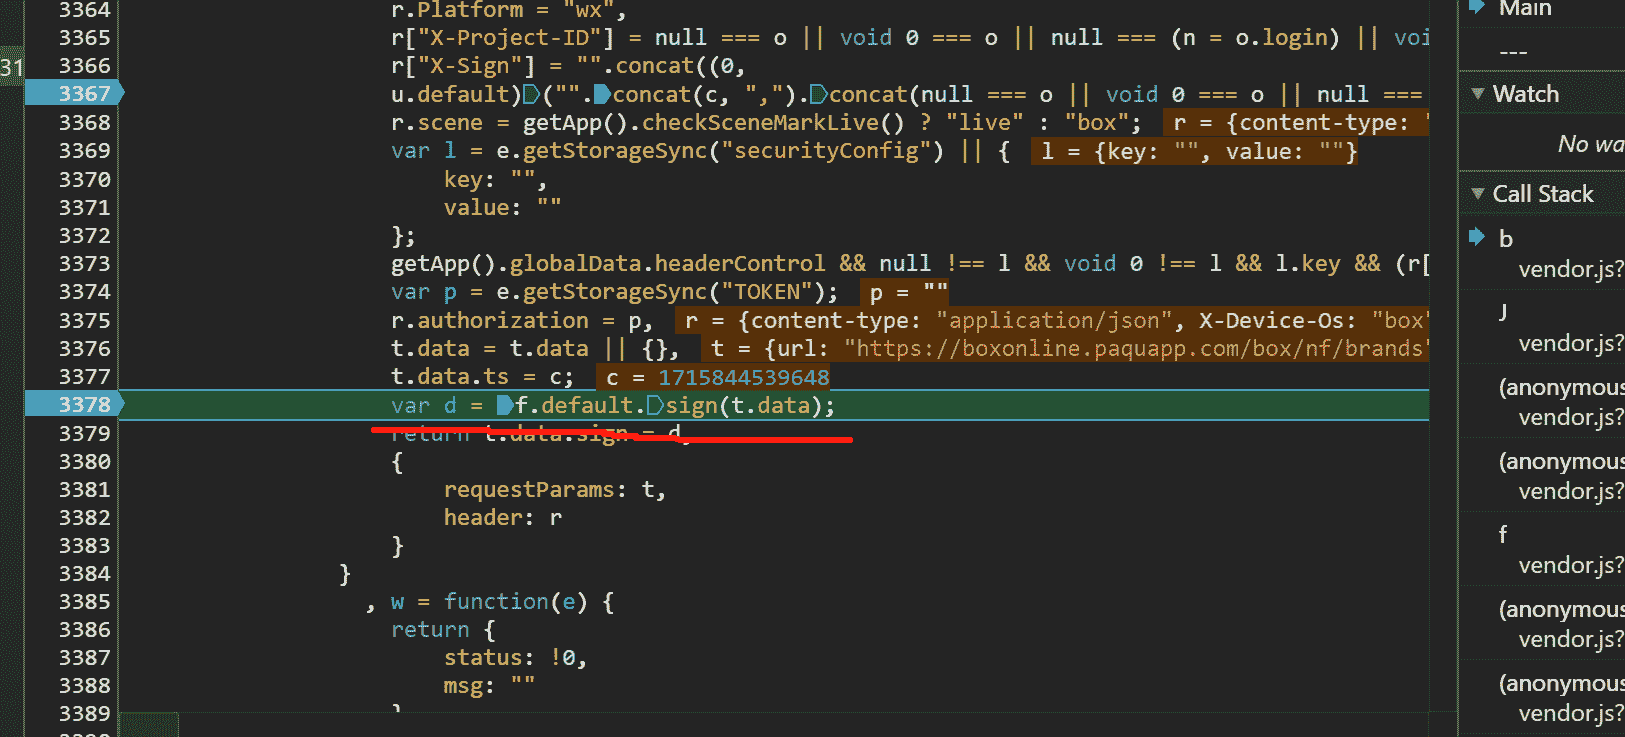 3364 r.Platform = "wx",
3365 r["X-Project-ID"] = null === o || void 0 === o || null === (n = o.login) || voi
31
3366 r["X-Sign"] = "".concat((0,
3367 u.default)("".concat(c, ",").concat(null === o || void 0 === o || null ===
3368 r.scene = getApp().checkSceneMarkLive() ? "live" : "box"; r = {content-type: "
3369 var l = e.getStorageSync("securityConfig") || { l = {key: "", value: ""}
3370 key: "",
3371 value: ""
3372 };
3373 getApp().globalData.headerControl && null !== l && void 0 !== l && l.key && (r[
3374 var p = e.getStorageSync("TOKEN"); p = ""
3375 r.authorization = p, r = {content-type: "application/json", X-Device-Os: "box"
3376 t.data = t.data || {}, t = {url: "https://boxonline.paquapp.com/box/nf/brands"
3377 t.data.ts = c; c = 1715844539648
3378 var d = f.default.sign(t.data);
3379 return t.data.sign = d,
3380 {
3381 requestParams: t,
3382 header: r
3383 }
3384 }
3385 , w = function(e) {
3386 return {
3387 status: !0,
3388 msg: ""
3389 }
Main
---
Watch
No wa
Call Stack
b
vendor.js?
J
vendor.js?
(anonymous
vendor.js?
(anonymous
vendor.js?
f
vendor.js?
(anonymous
vendor.js?
(anonymous
vendor.js?